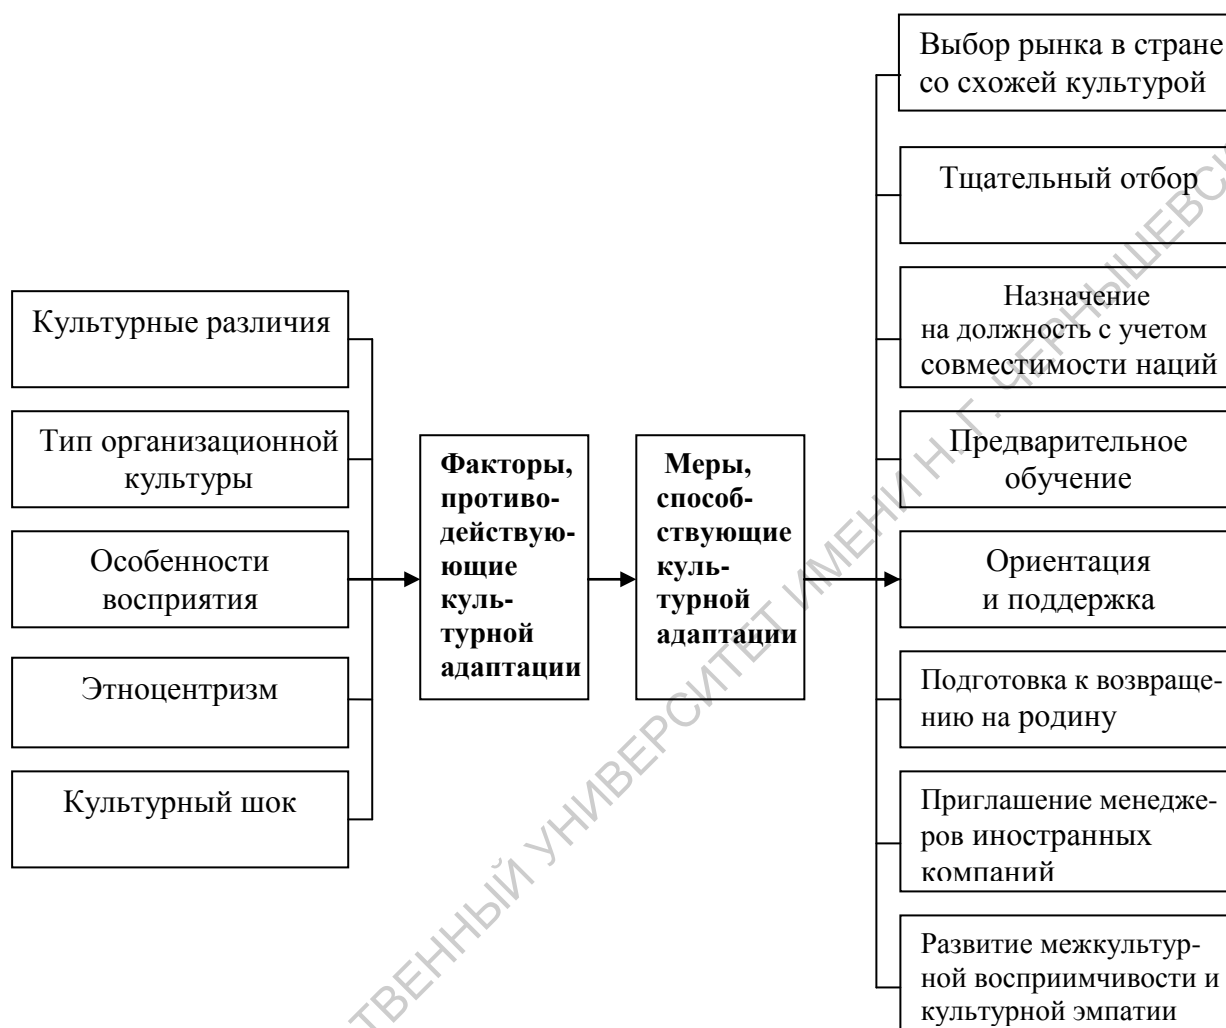 Культурные различия
Тип организационной
культуры
Особенности
восприятия
Этноцентризм
Культурный шок
Факторы,
противо-
действую-
ющие
куль-
турной
адаптации
Меры,
способ-
ствующие
куль-
турной
адаптации
Выбор рынка в стране
со схожей культурой
Тщательный отбор
Назначение
на должность с учетом
совместимости наций
Предварительное
обучение
Ориентация
и поддержка
Подготовка к возвраще-
нию на родину
Приглашение менедже-
ров иностранных
компаний
Развитие межкультур-
ной восприимчивости и
культурной эмпатии
УНИВЕРСИТЕТ ИМЕНИ Н.Г.